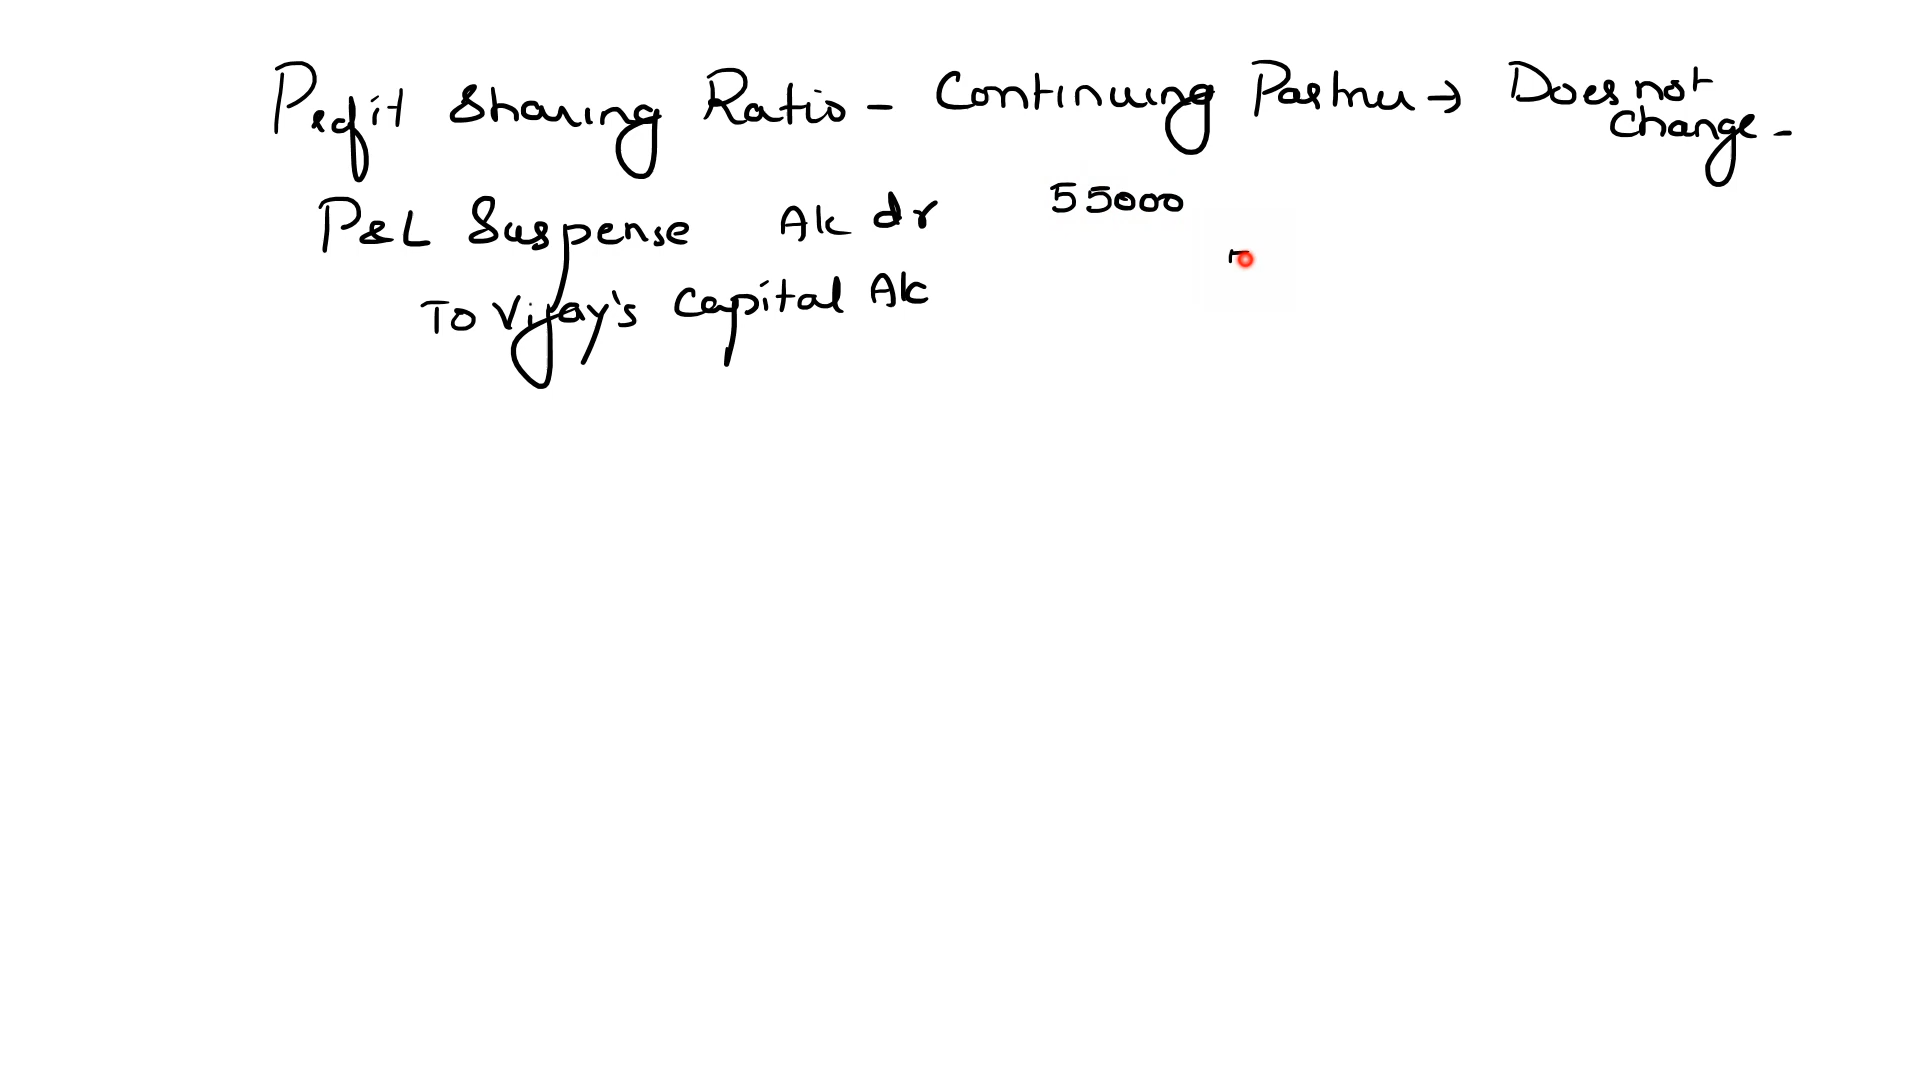 Profit Sharing Ratio - Continuing Partner → Does not
change -
P&L Suspense A/c dr 55000
To Vijay's Capital A/c